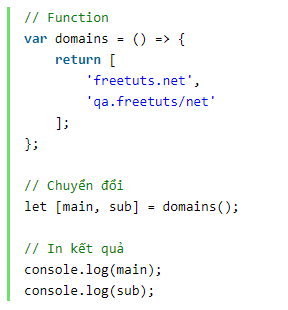 // Function
var domains = () => {
    return [
        'freetuts.net',
        'qa.freetuts/net'
    ];
};

// Chuyển đổi
let [main, sub] = domains();

// In kết quả
console.log(main);
console.log(sub);